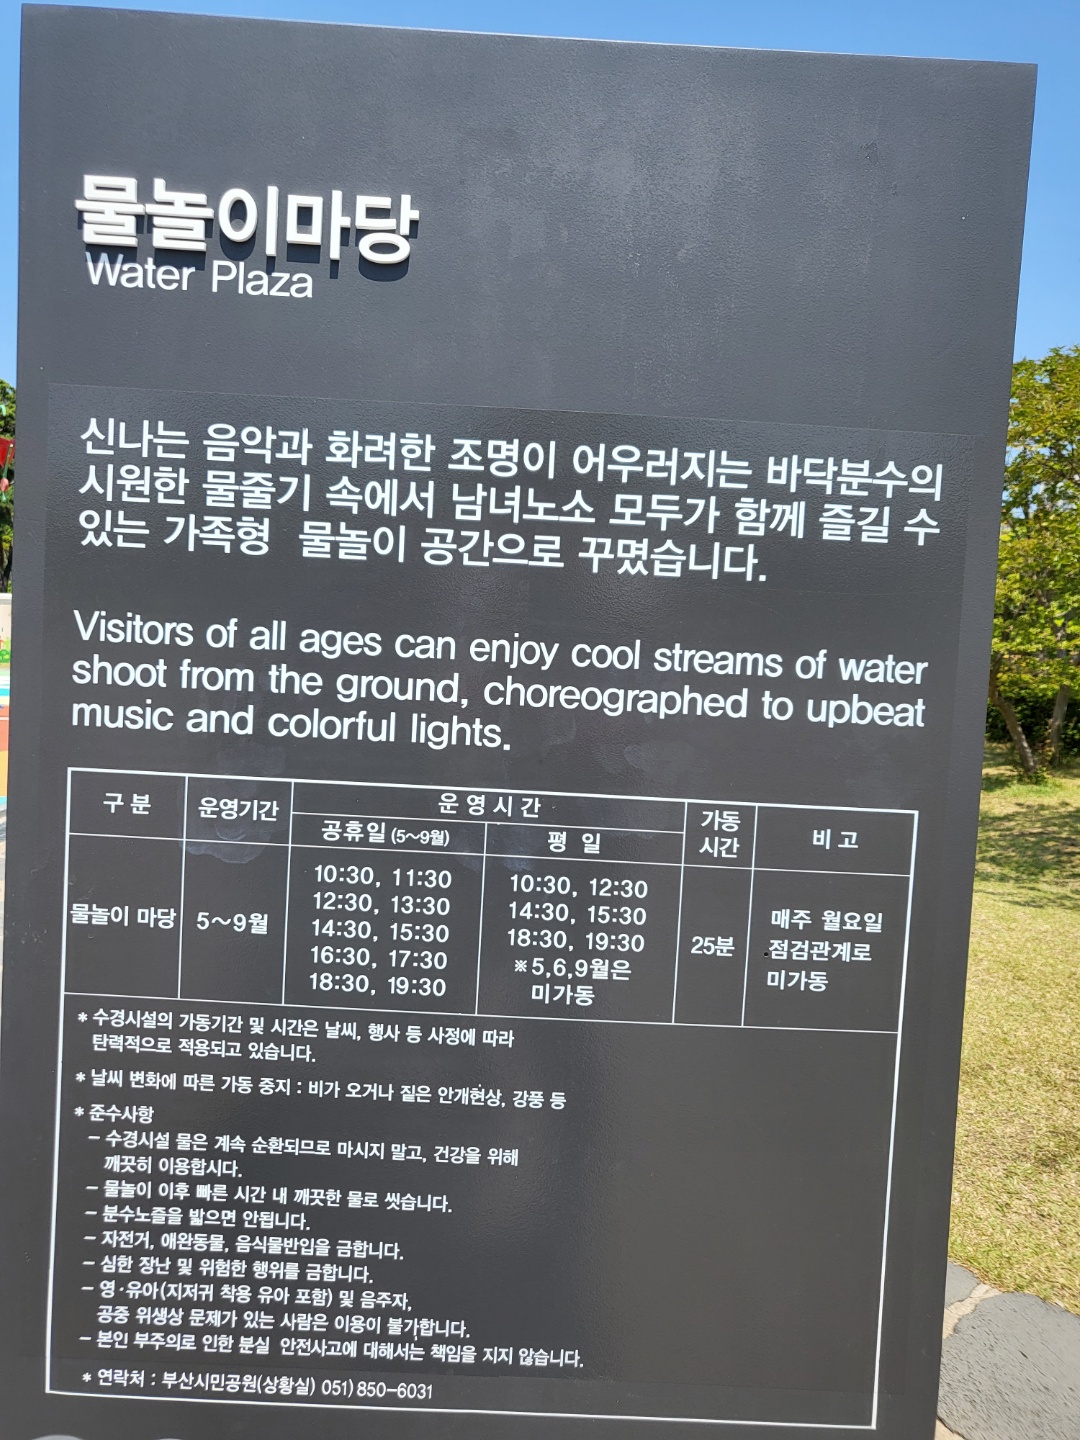 물놀이마당
Water Plaza
신나는 음악과 화려한 조명이 어우러지는 바닥분수의
시원한 물줄기 속에서 남녀노소 모두가 함께 즐길 수
있는 가족형 물놀이 공간으로 꾸몄습니다.
Visitors of all ages can enjoy cool streams of water
shoot from the ground, choreographed to upbeat
music and colorful lights.
구 분
운영기간
운 영 시 간
공휴일 (5~9월)
평 일
가동
시간
비 고
물놀이 마당
5~9월
10:30, 11:30
12:30, 13:30
14:30, 15:30
16:30, 17:30
18:30, 19:30
10:30, 12:30
14:30, 15:30
18:30, 19:30
※5,6,9월은
미가동
25분
매주 월요일
점검관계로
미가동
* 수경시설의 가동기간 및 시간은 날씨, 행사 등 사정에 따라
탄력적으로 적용되고 있습니다.
* 날씨 변화에 따른 가동 중지 : 비가 오거나 짙은 안개현상, 강풍 등
* 준수사항
- 수경시설 물은 계속 순환되므로 마시지 말고, 건강을 위해
깨끗히 이용합시다.
- 물놀이 이후 빠른 시간 내 깨끗한 물로 씻습니다.
- 분수노즐을 밟으면 안됩니다.
- 자전거, 애완동물, 음식물반입을 금합니다.
- 심한 장난 및 위험한 행위를 금합니다.
- 영·유아(지저귀 착용 유아 포함) 및 음주자,
공중 위생상 문제가 있는 사람은 이용이 불가합니다.
- 본인 부주의로 인한 분실 안전사고에 대해서는 책임을 지지 않습니다.
* 연락처 : 부산시민공원(상황실) 051) 850-6031